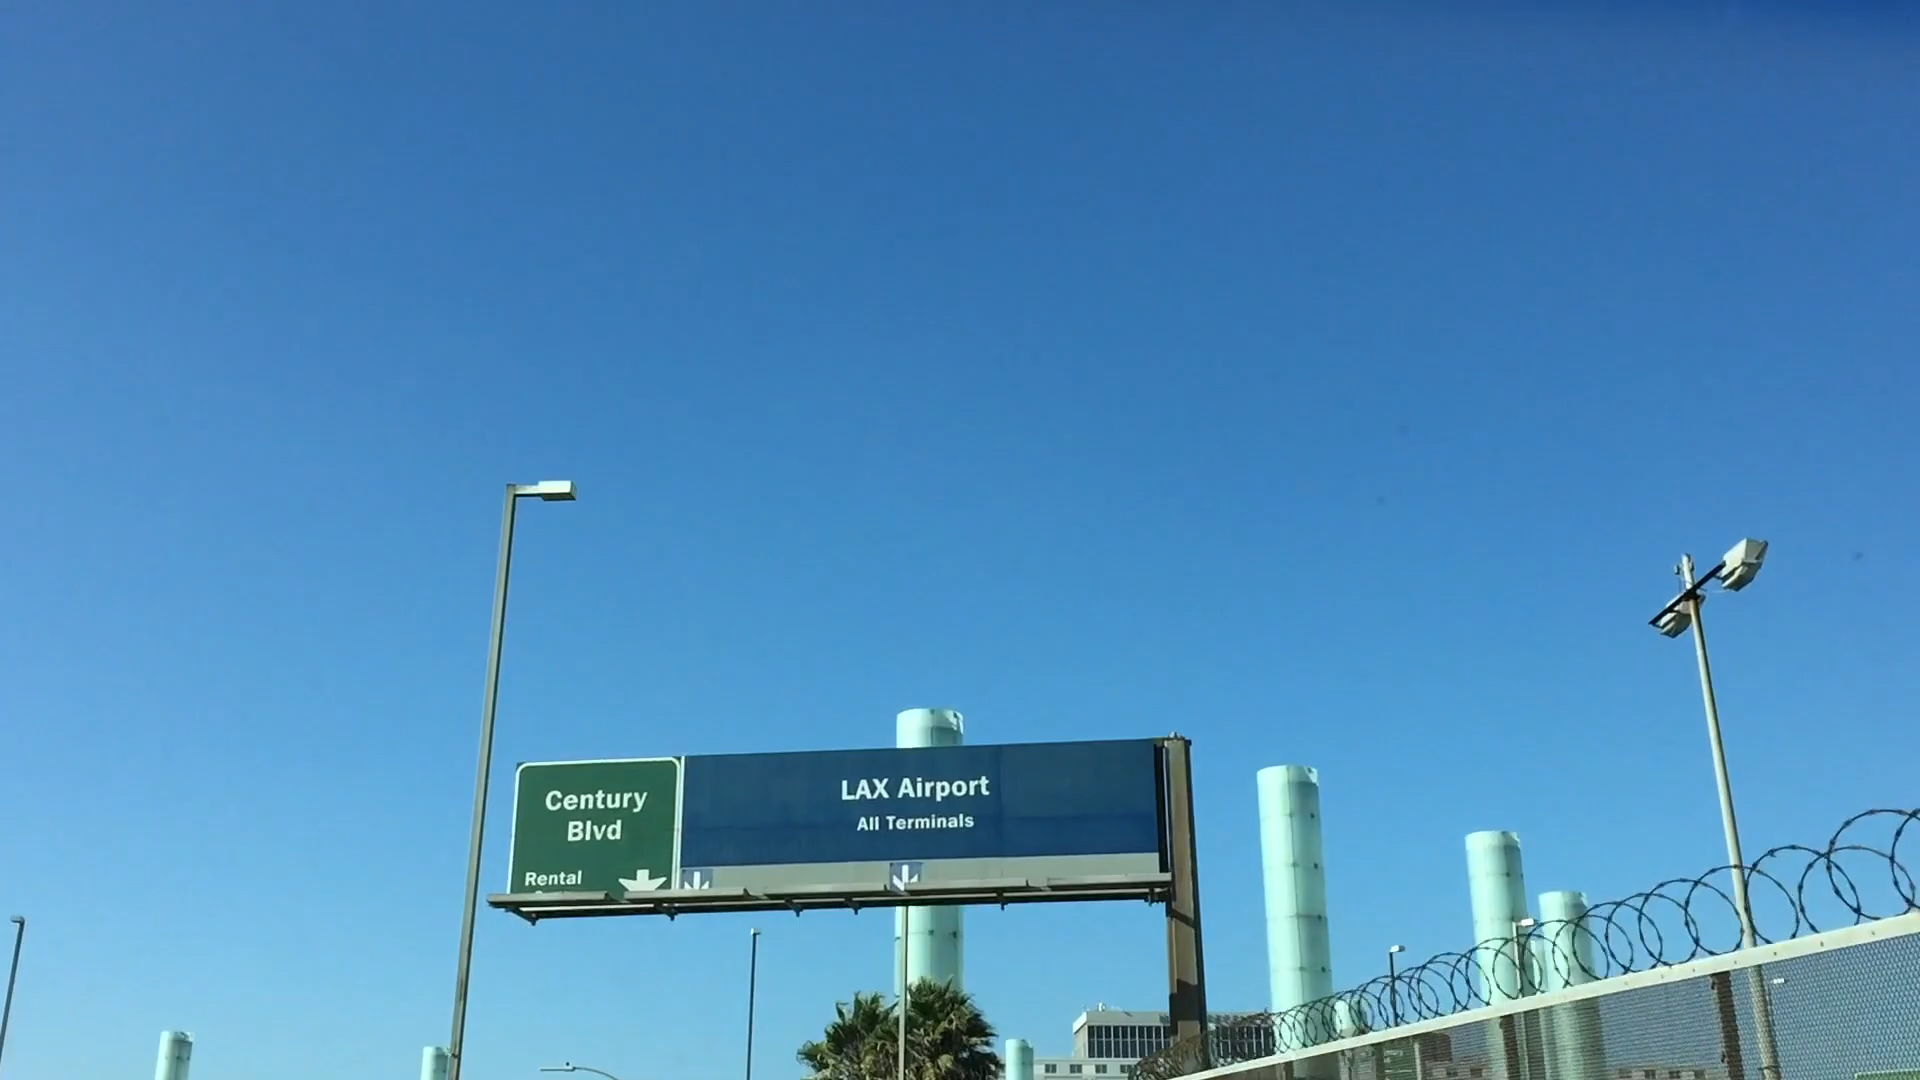 Century
Blvd
Rental
LAX Airport
All Terminals